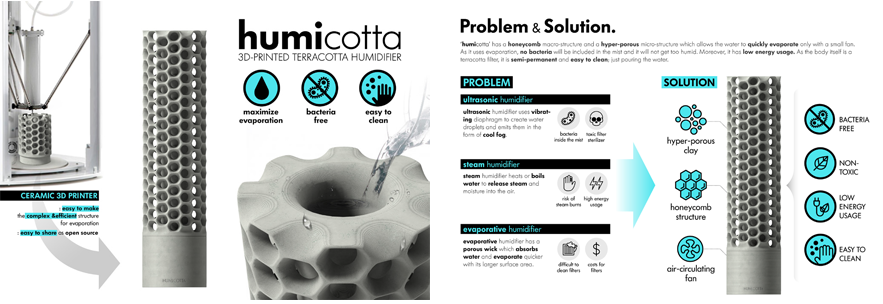 CERAMIC 3D PRINTER
: easy to make
the complex &efficient structure
for evaporation
: easy to share as open source
humicotta
3D-PRINTED TERRACOTTA HUMIDIFIER
maximize
evaporation
bacteria
free
easy to
clean
Problem & Solution.
'humicotta' has a honeycomb macro-structure and a hyper-porous micro-structure which allows the water to quickly evaporate only with a small fan.
As it uses evaporation, no bacteria will be included in the mist and it will not get too humid. Moreover, it has low energy usage. As the body itself is a
terracotta filter, it is semi-permanent and easy to clean; just pouring the water.
PROBLEM
ultrasonic humidifier
ultrasonic humidifier uses vibrat-
ing diaphragm to create water
droplets and emits them in the
form of cool fog.
bacteria
inside the mist
toxic filter
sterilizer
steam humidifier
steam humidifier heats or boils
water to release steam and
moisture into the air.
risk of
steam burns
high energy
usage
evaporative humidifier
evaporative humidifier has a
porous wick which absorbs
water and evaporate quicker
with its larger surface area.
difficult to
clean filters
costs for
filters
SOLUTION
hyper-porous
clay
honeycomb
structure
air-circulating
fan
BACTERIA
FREE
NON-
TOXIC
LOW
ENERGY
USAGE
EASY TO
CLEAN